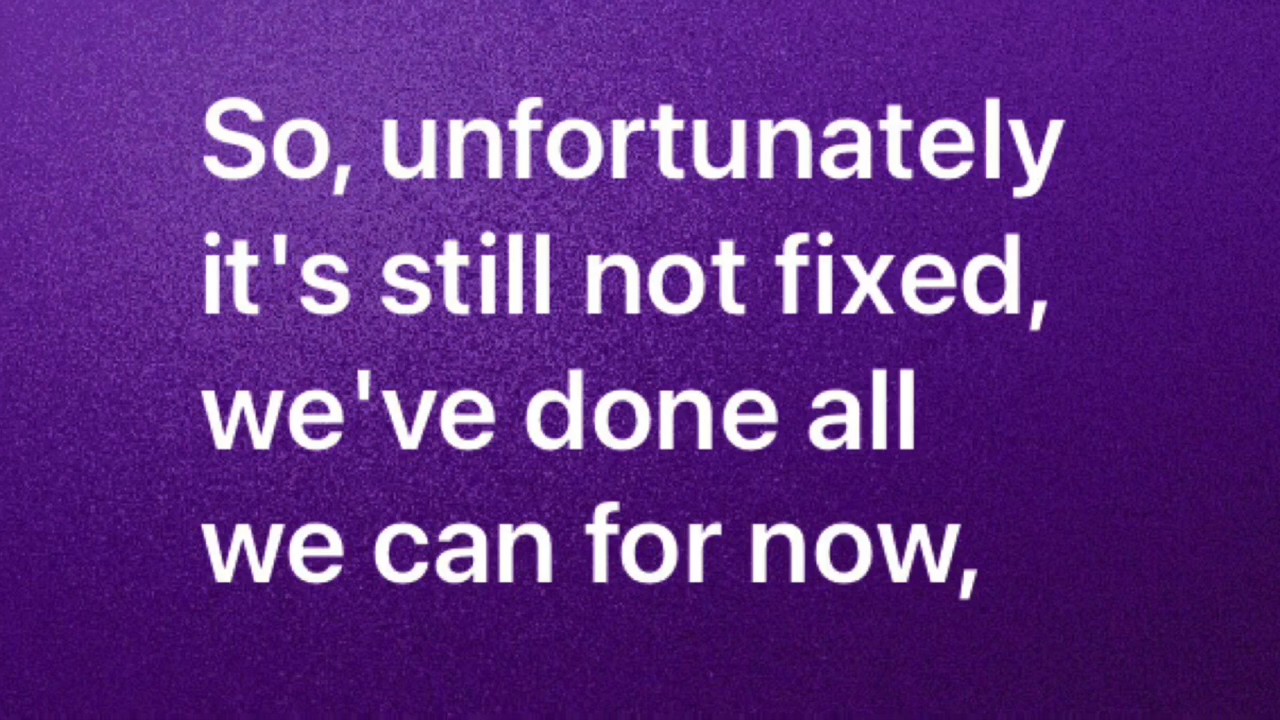 So, unfortunately
it's still not fixed,
we've done all
we can for now,